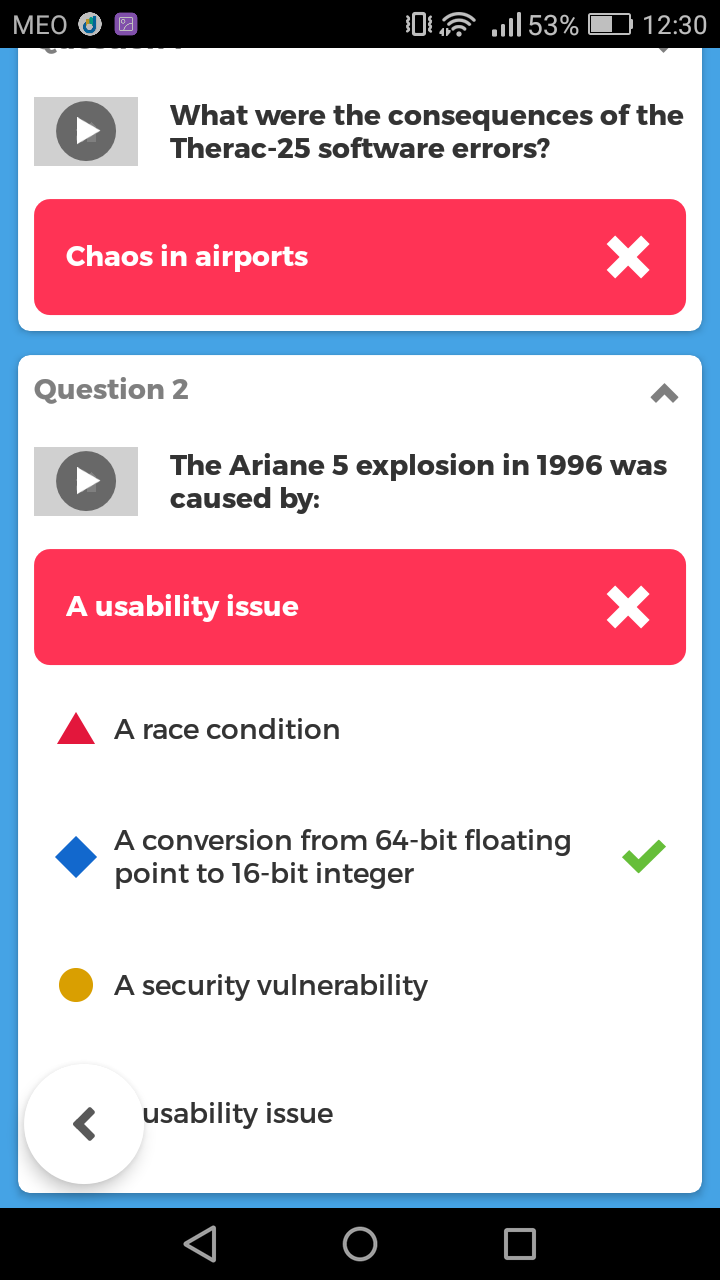 MEO 53% 12:30
What were the consequences of the
Therac-25 software errors?
Chaos in airports
Question 2
The Ariane 5 explosion in 1996 was
caused by:
A usability issue
A race condition
A conversion from 64-bit floating
point to 16-bit integer
A security vulnerability
usability issue